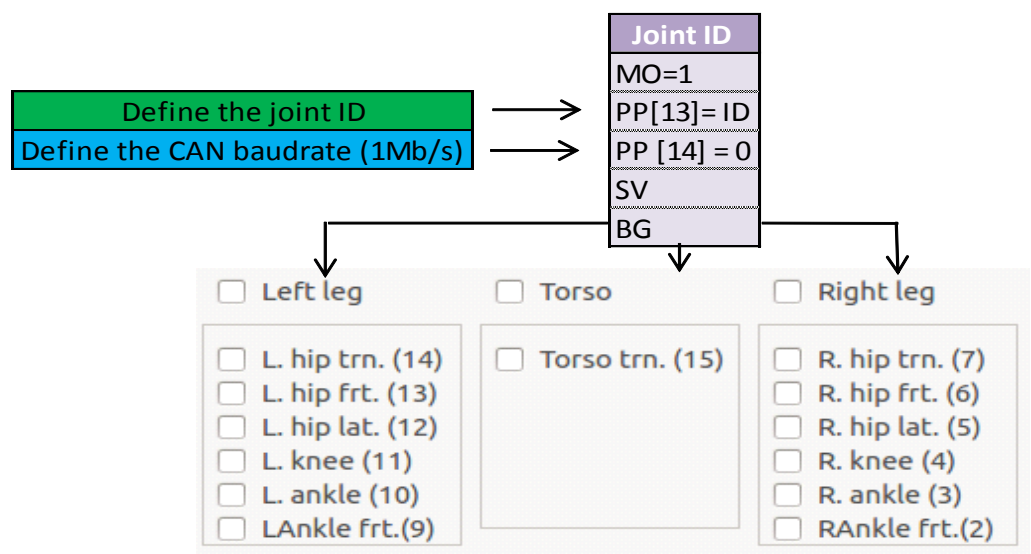 Joint ID
MO=1
PP[13]= ID
PP [14] = 0
SV
BG
Define the joint ID
Define the CAN baudrate (1Mb/s)
Left leg
L. hip trn. (14)
L. hip frt. (13)
L. hip lat. (12)
L. knee (11)
L. ankle (10)
LAnkle frt.(9)
Torso
Torso trn. (15)
Right leg
R. hip trn. (7)
R. hip frt. (6)
R. hip lat. (5)
R. knee (4)
R. ankle (3)
RAnkle frt.(2)